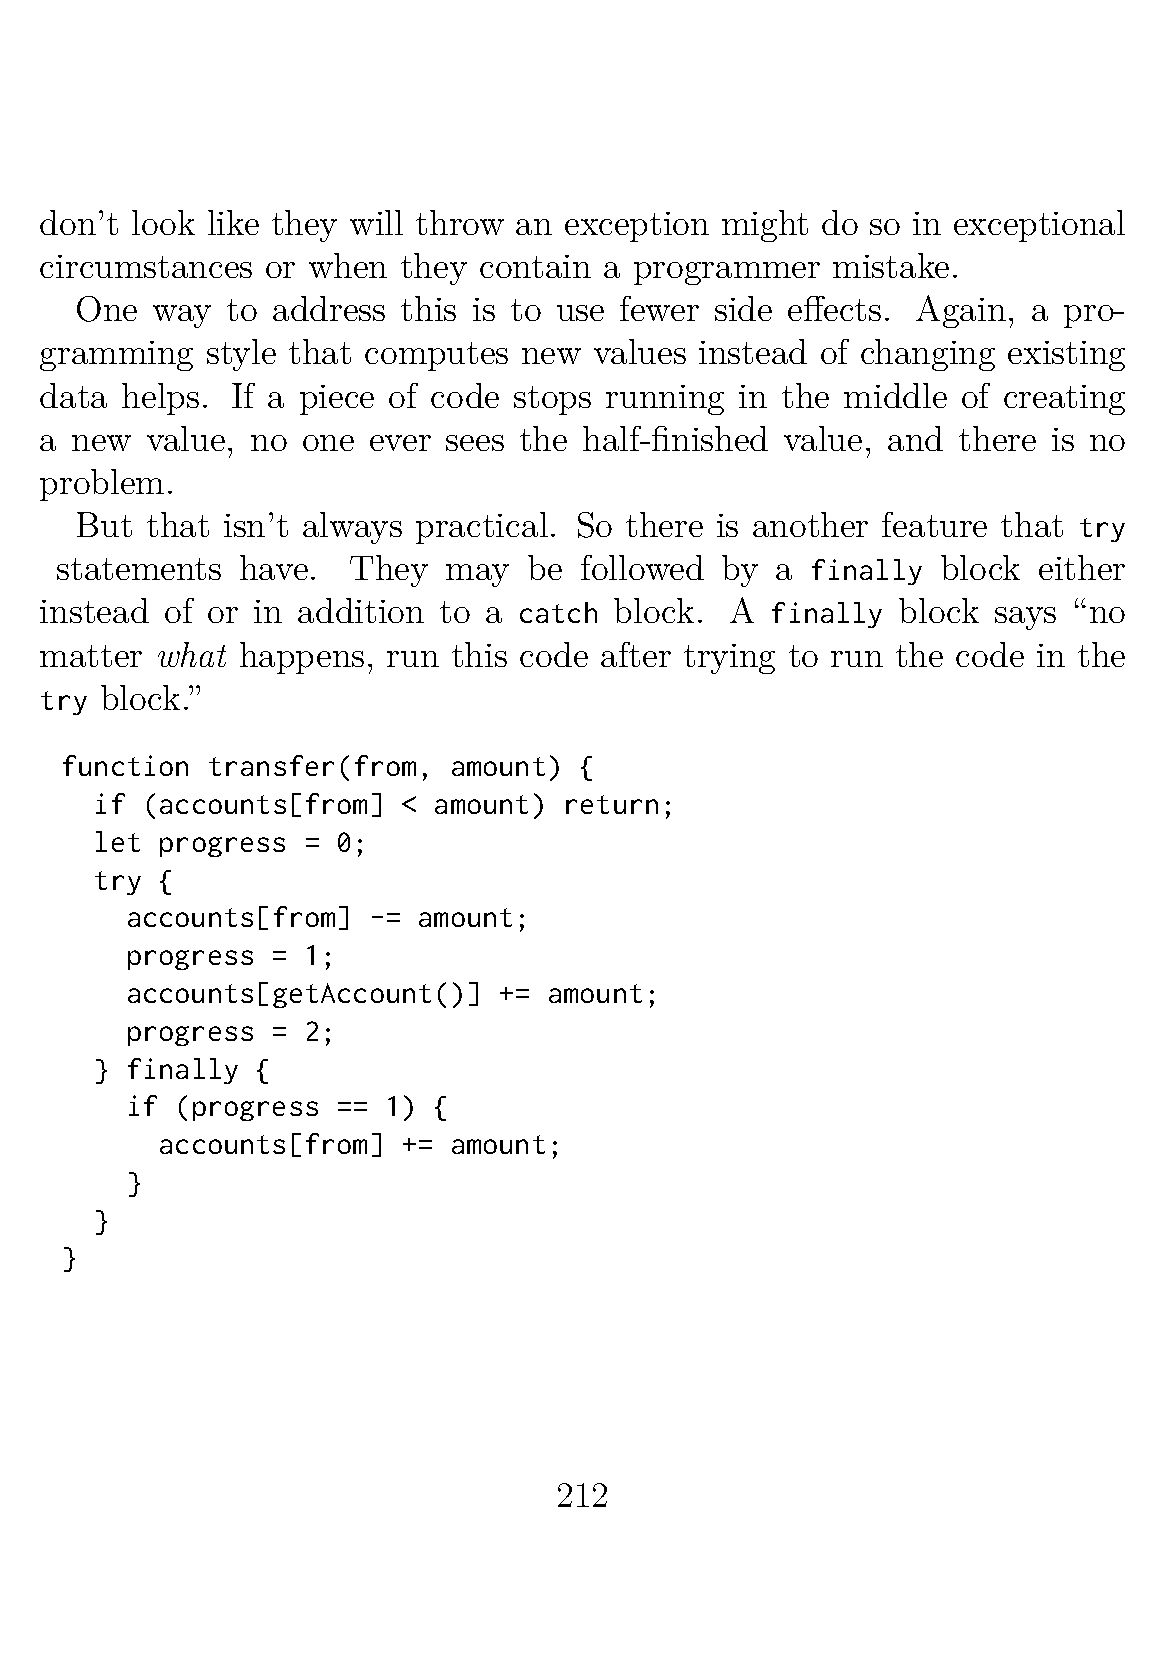 don’t look like they will throw an exception might do so in exceptional
circumstances or when they contain a programmer mistake.
One way to address this is to use fewer side effects. Again, a pro-
gramming style that computes new values instead of changing existing
data helps. If a piece of code stops running in the middle of creating
a new value, no one ever sees the half-finished value, and there is no
problem.
But that isn’t always practical. So there is another feature that try
statements have. They may be followed by a finally block either
instead of or in addition to a catch block. A finally block says “no
matter what happens, run this code after trying to run the code in the
try block.”
function transfer(from, amount) {
  if (accounts[from] < amount) return;
  let progress = 0;
  try {
    accounts[from] -= amount;
    progress = 1;
    accounts[getAccount()] += amount;
    progress = 2;
  } finally {
    if (progress == 1) {
      accounts[from] += amount;
    }
  }
}
212